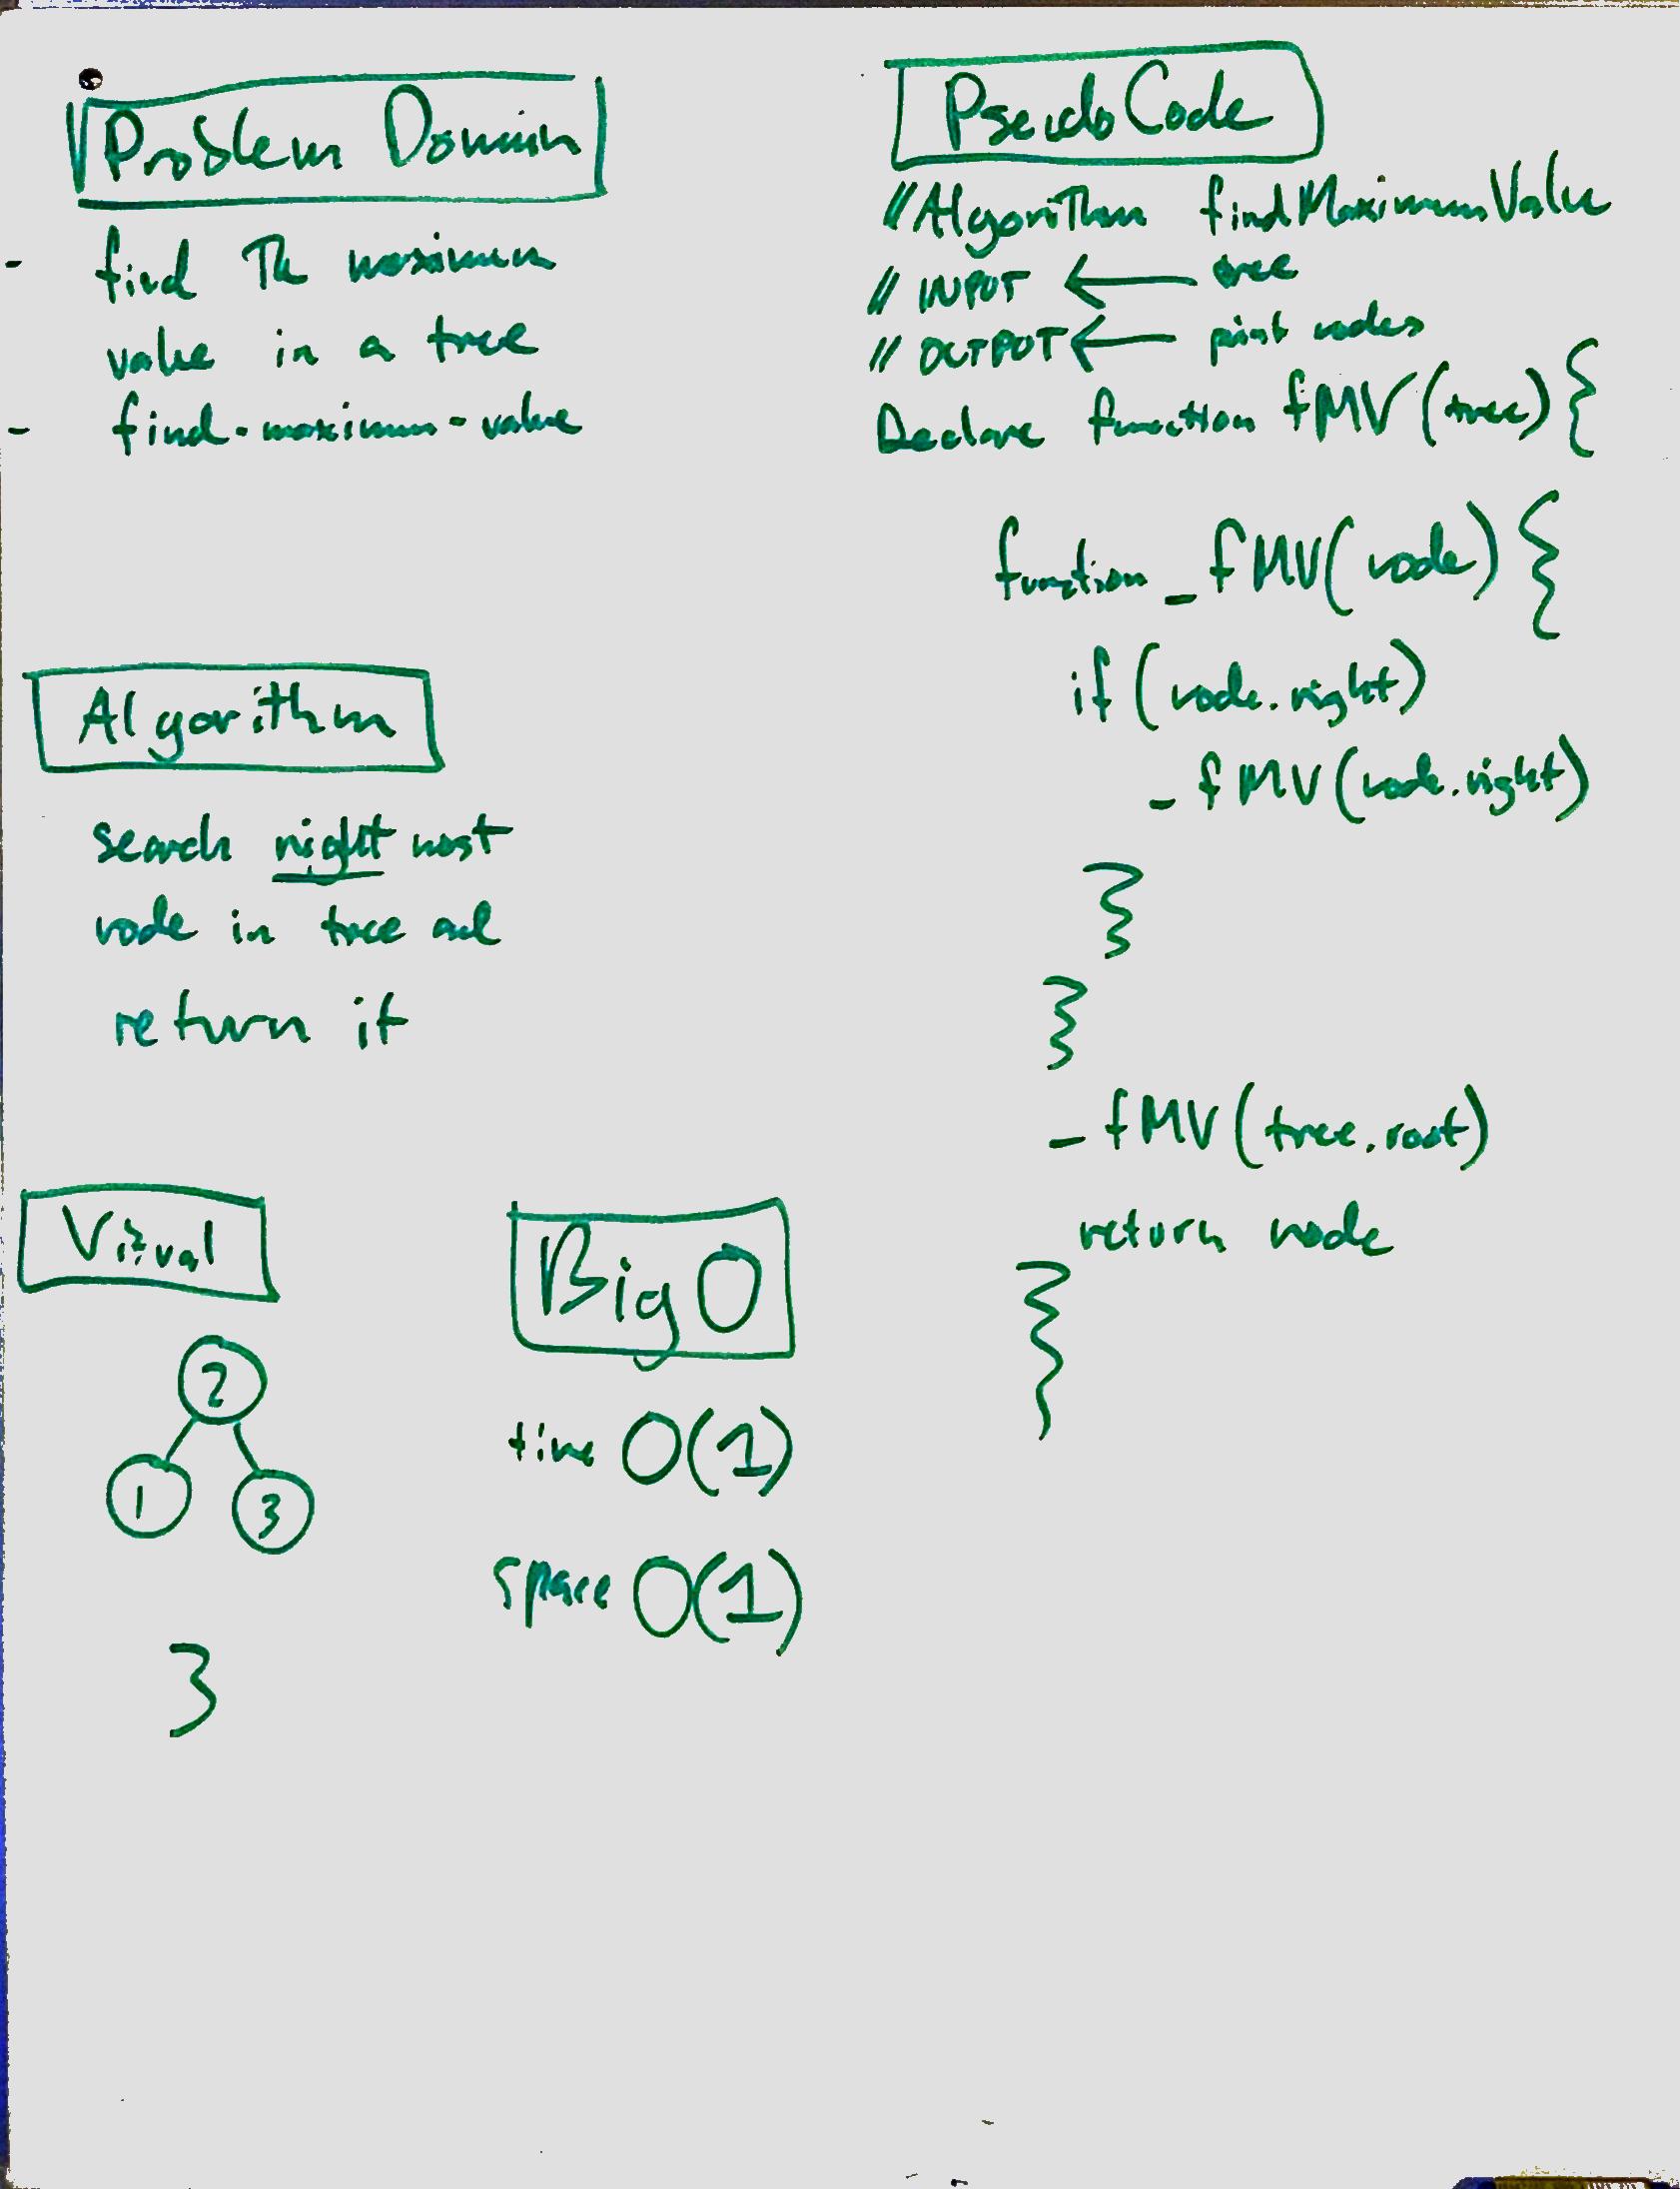 Problem Domain
- find The maximum
value in a tree
- find-maximum-value
Algorithm
search right most
node in tree and
return it
Visual
2
1 3
3
Big O
time O(1)
space O(1)
Pseudo Code
//Algorithm findMaximumValue
// INPUT ← tree
// OUTPUT ← print nodes
Declare function fMV(tree){
function _fMV(node){
if (node.right)
_fMV(node.right)
}
}
_fMV(tree.root)
return node
}